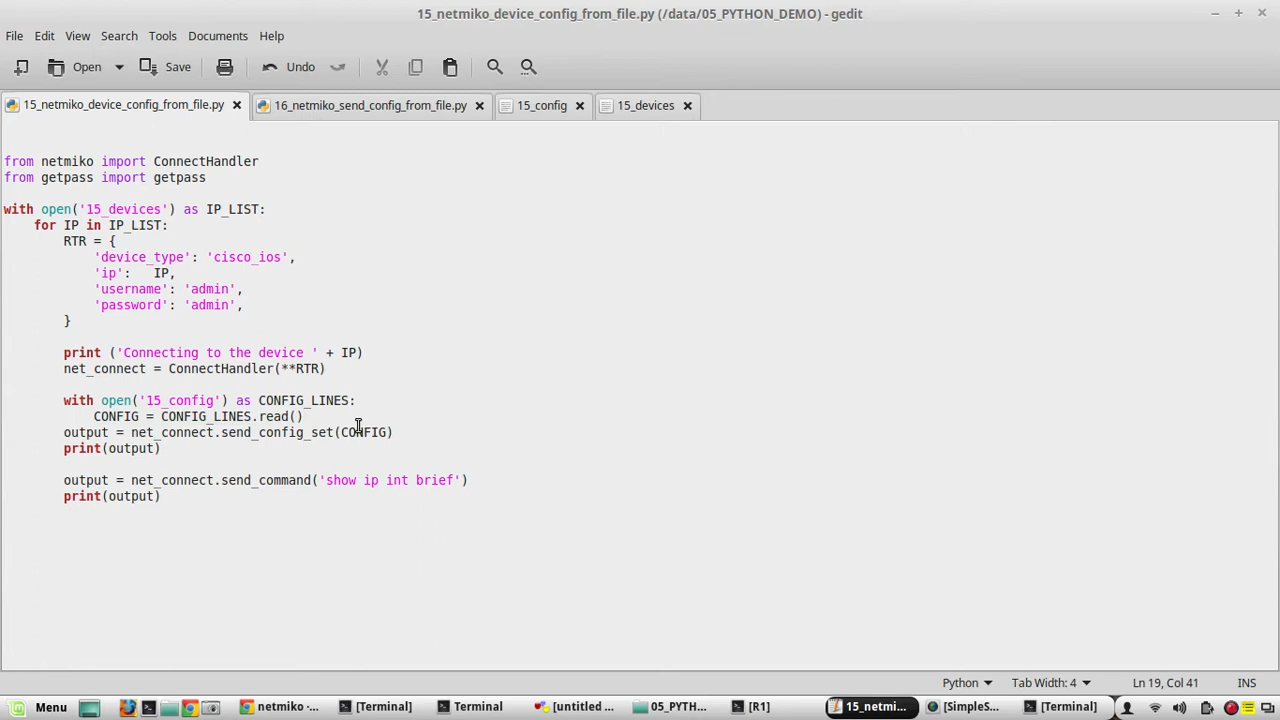 15_netmiko_device_config_from_file.py (/data/05_PYTHON_DEMO) - gedit
File Edit View Search Tools Documents Help
Open Save Undo
15_netmiko_device_config_from_file.py 16_netmiko_send_config_from_file.py 15_config 15_devices
from netmiko import ConnectHandler
from getpass import getpass
with open('15_devices') as IP_LIST:
    for IP in IP_LIST:
        RTR = {
            'device_type': 'cisco_ios',
            'ip':   IP,
            'username': 'admin',
            'password': 'admin',
        }
        print ('Connecting to the device ' + IP)
        net_connect = ConnectHandler(**RTR)
        with open('15_config') as CONFIG_LINES:
            CONFIG = CONFIG_LINES.read()
        output = net_connect.send_config_set(CONFIG)
        print(output)
        output = net_connect.send_command('show ip int brief')
        print(output)
Python Tab Width: 4 Ln 19, Col 41 INS
Menu netmiko -... [Terminal] Terminal [untitled ... 05_PYTH... [R1] 15_netmi... [SimpleS... [Terminal]